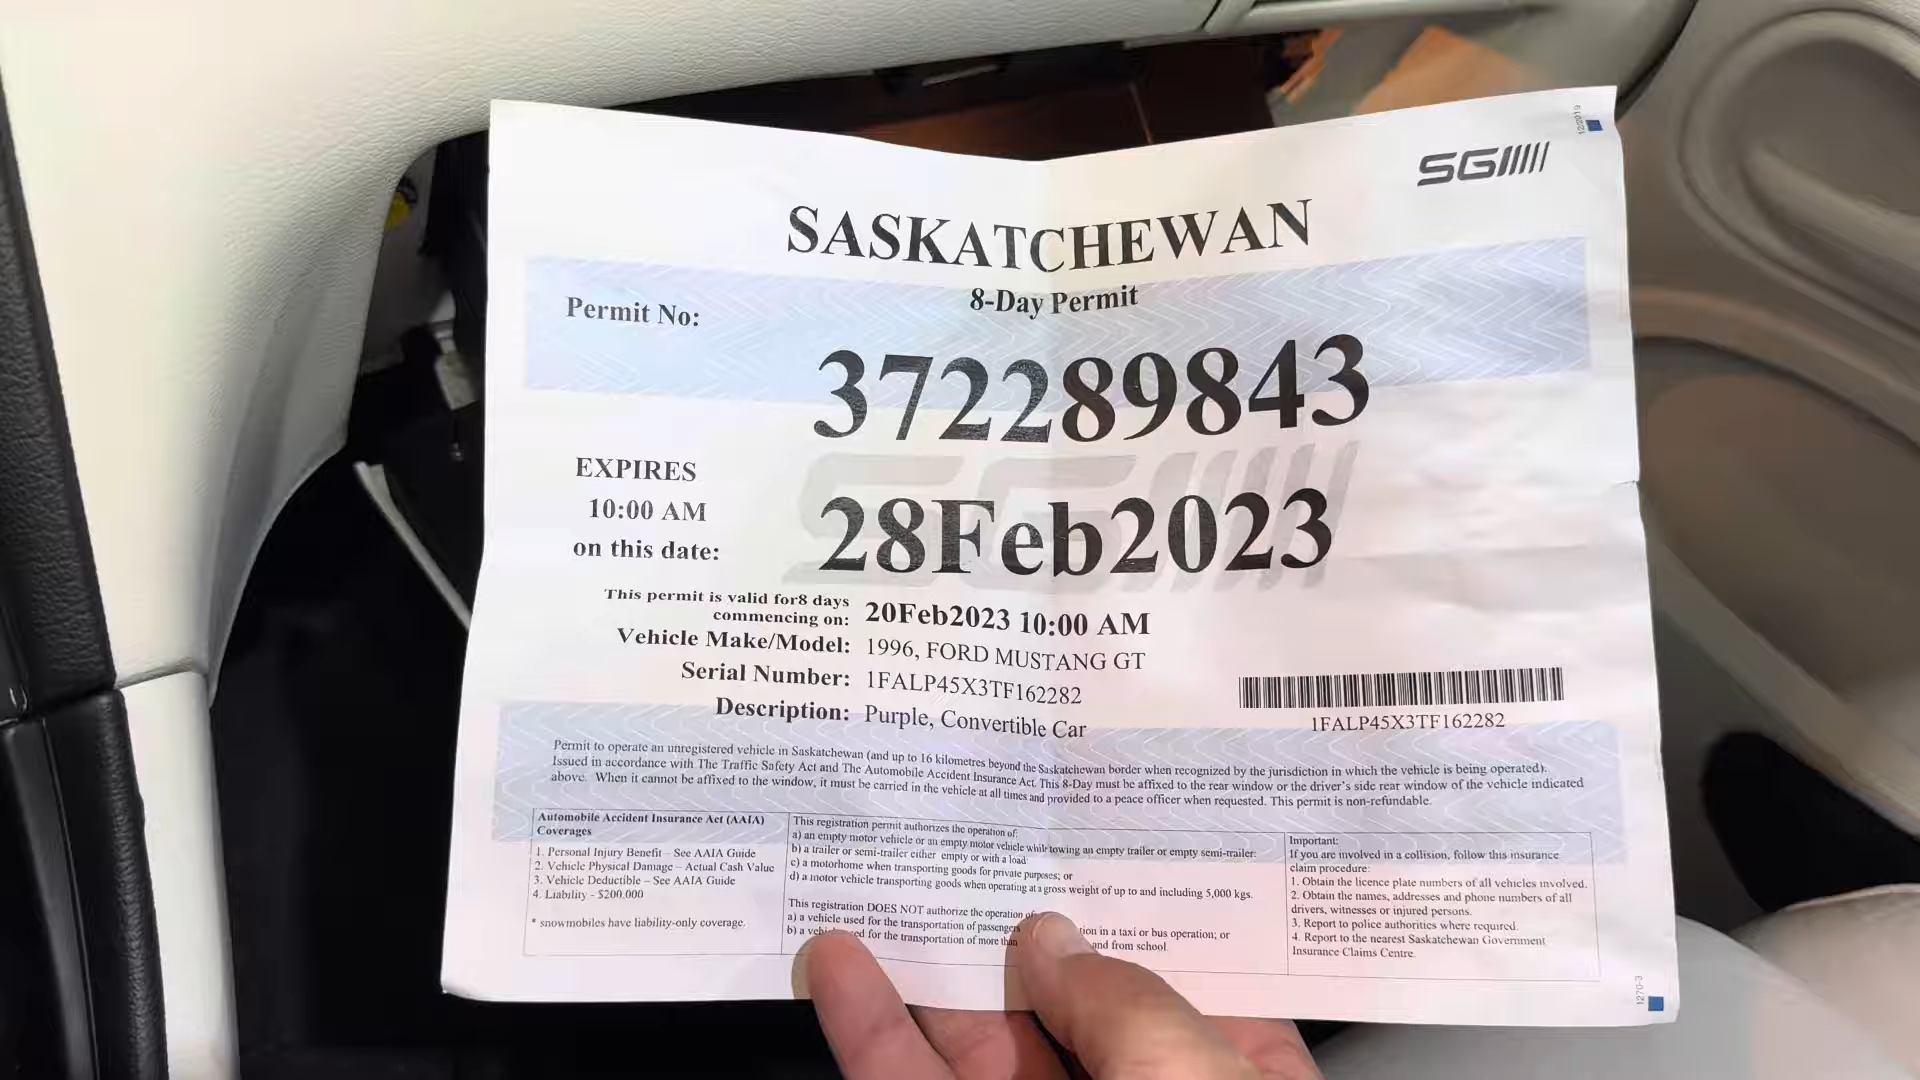 12/2019
SGI
SASKATCHEWAN
8-Day Permit
Permit No:
372289843
EXPIRES
10:00 AM
on this date:
28Feb2023
This permit is valid for8 days
commencing on: 20Feb2023 10:00 AM
Vehicle Make/Model: 1996, FORD MUSTANG GT
Serial Number: 1FALP45X3TF162282
Description: Purple, Convertible Car
1FALP45X3TF162282
Permit to operate an unregistered vehicle in Saskatchewan (and up to 16 kilometres beyond the Saskatchewan border when recognized by the jurisdiction in which the vehicle is being operated).
Issued in accordance with The Traffic Safety Act and The Automobile Accident Insurance Act. This 8-Day must be affixed to the rear window or the driver's side rear window of the vehicle indicated
above. When it cannot be affixed to the window, it must be carried in the vehicle at all times and provided to a peace officer when requested. This permit is non-refundable.
Automobile Accident Insurance Act (AAIA)
Coverages
1. Personal Injury Benefit – See AAIA Guide
2. Vehicle Physical Damage – Actual Cash Value
3. Vehicle Deductible – See AAIA Guide
4. Liability - $200,000
* snowmobiles have liability-only coverage.
This registration permit authorizes the operation of:
a) an empty motor vehicle or an empty motor vehicle while towing an empty trailer or empty semi-trailer:
b) a trailer or semi-trailer either empty or with a load:
c) a motorhome when transporting goods for private purposes; or
d) a motor vehicle transporting goods when operating at a gross weight of up to and including 5,000 kgs.
This registration DOES NOT authorize the operation of
a) a vehicle used for the transportation of passengers tion in a taxi or bus operation; or
b) a vehic ed for the transportation of more than and from school.
Important:
If you are involved in a collision, follow this insurance
claim procedure:
1. Obtain the licence plate numbers of all vehicles involved.
2. Obtain the names, addresses and phone numbers of all
drivers, witnesses or injured persons.
3. Report to police authorities where required.
4. Report to the nearest Saskatchewan Government
Insurance Claims Centre.
1270-3